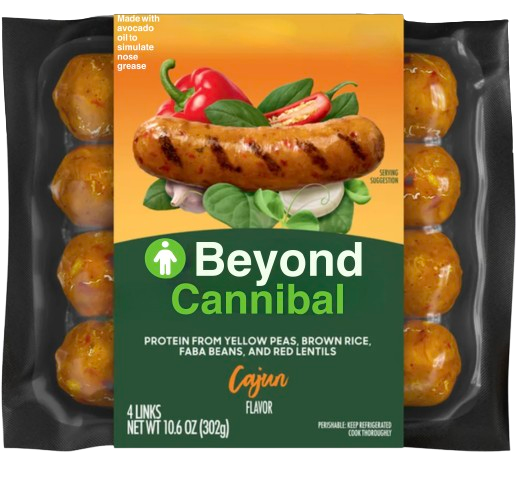 Made with
avocado
oil to
simulate
nose
grease
SERVING
SUGGESTION
Beyond
Cannibal
PROTEIN FROM YELLOW PEAS, BROWN RICE,
FABA BEANS, AND RED LENTILS
Cajun
FLAVOR
4 LINKS
NET WT 10.6 OZ (302g)
PERISHABLE: KEEP REFRIGERATED
COOK THOROUGHLY